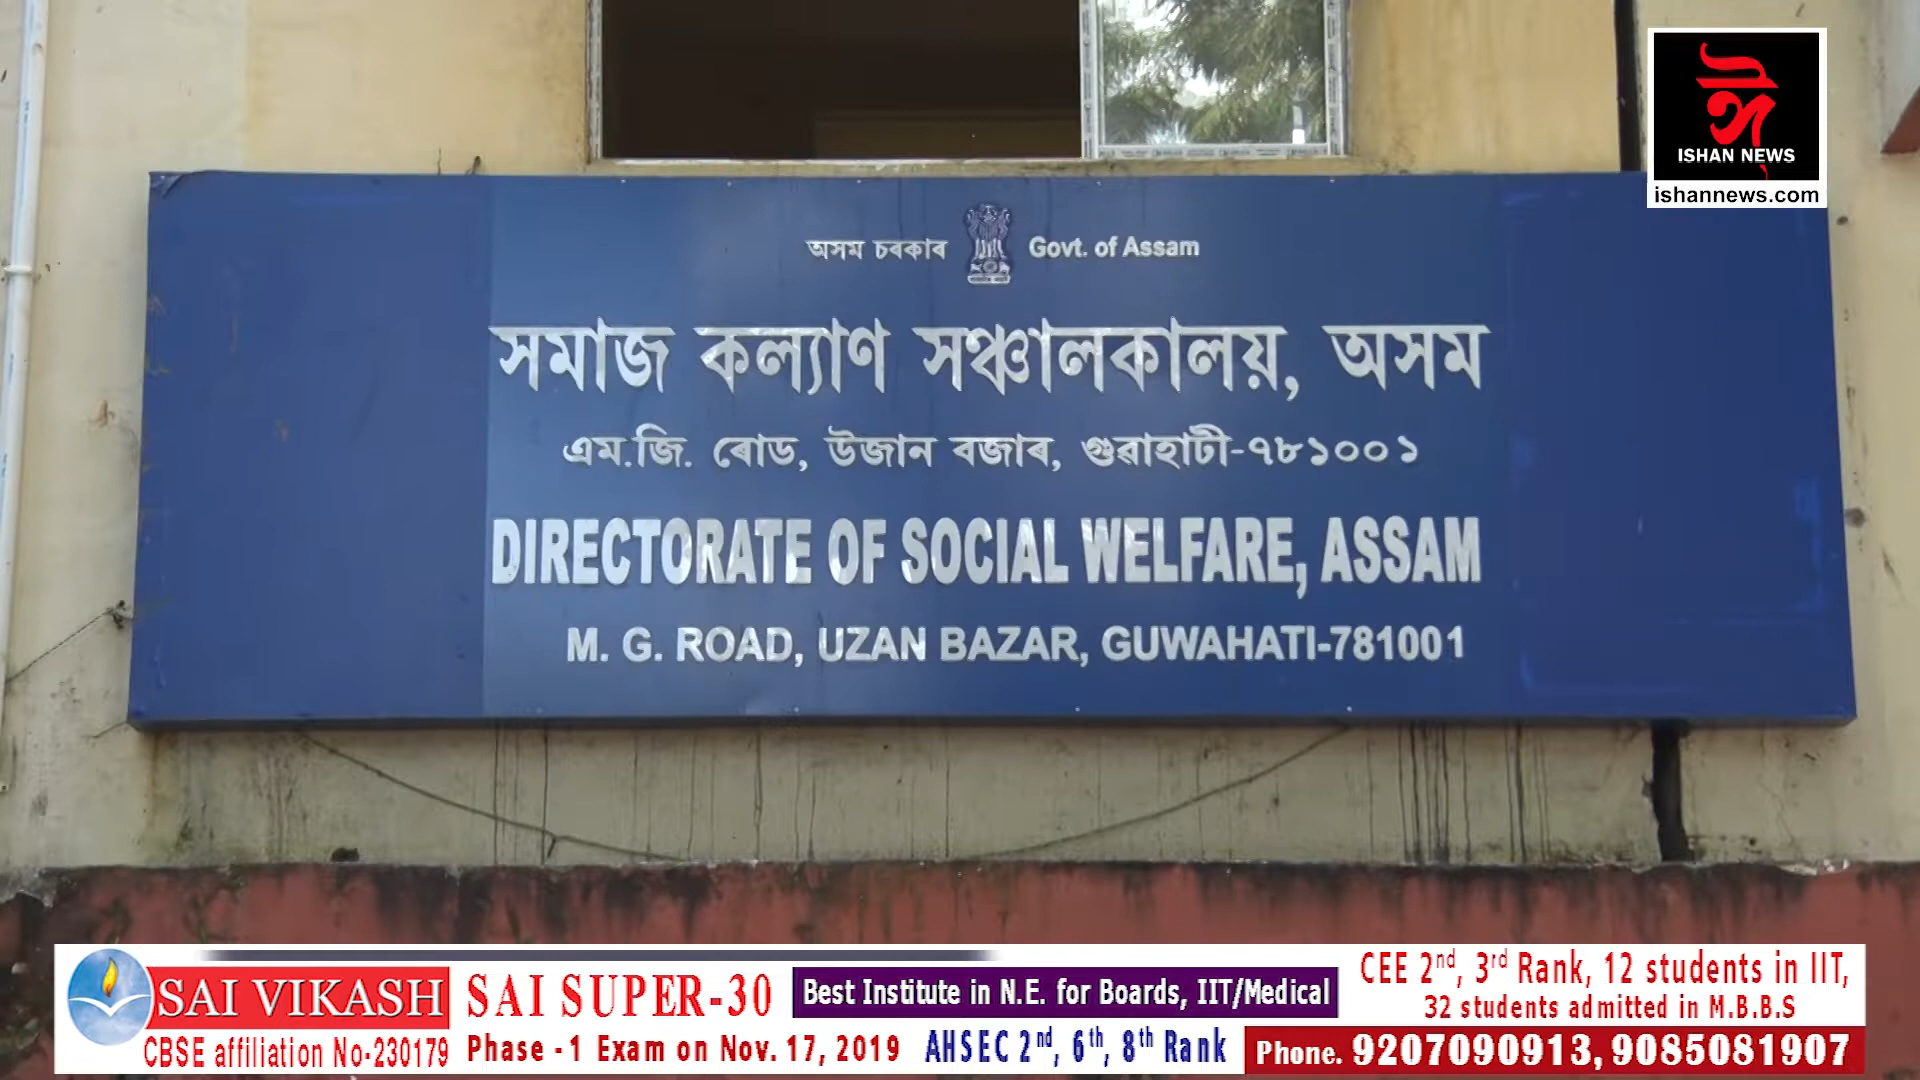 ঈ
ISHAN NEWS
ishannews.com
অসম চৰকাৰ Govt. of Assam
সমাজ কল্যাণ সঞ্চালকালয়, অসম
এম.জি. ৰোড, উজান বজাৰ, গুৱাহাটী-৭৮১০০১
DIRECTORATE OF SOCIAL WELFARE, ASSAM
M. G. ROAD, UZAN BAZAR, GUWAHATI-781001
SAI VIKASH
CBSE affiliation No-230179
SAI SUPER-30
Phase -1 Exam on Nov. 17, 2019
Best Institute in N.E. for Boards, IIT/Medical
AHSEC 2nd, 6th, 8th Rank
CEE 2nd, 3rd Rank, 12 students in IIT,
32 students admitted in M.B.B.S
Phone. 9207090913, 9085081907